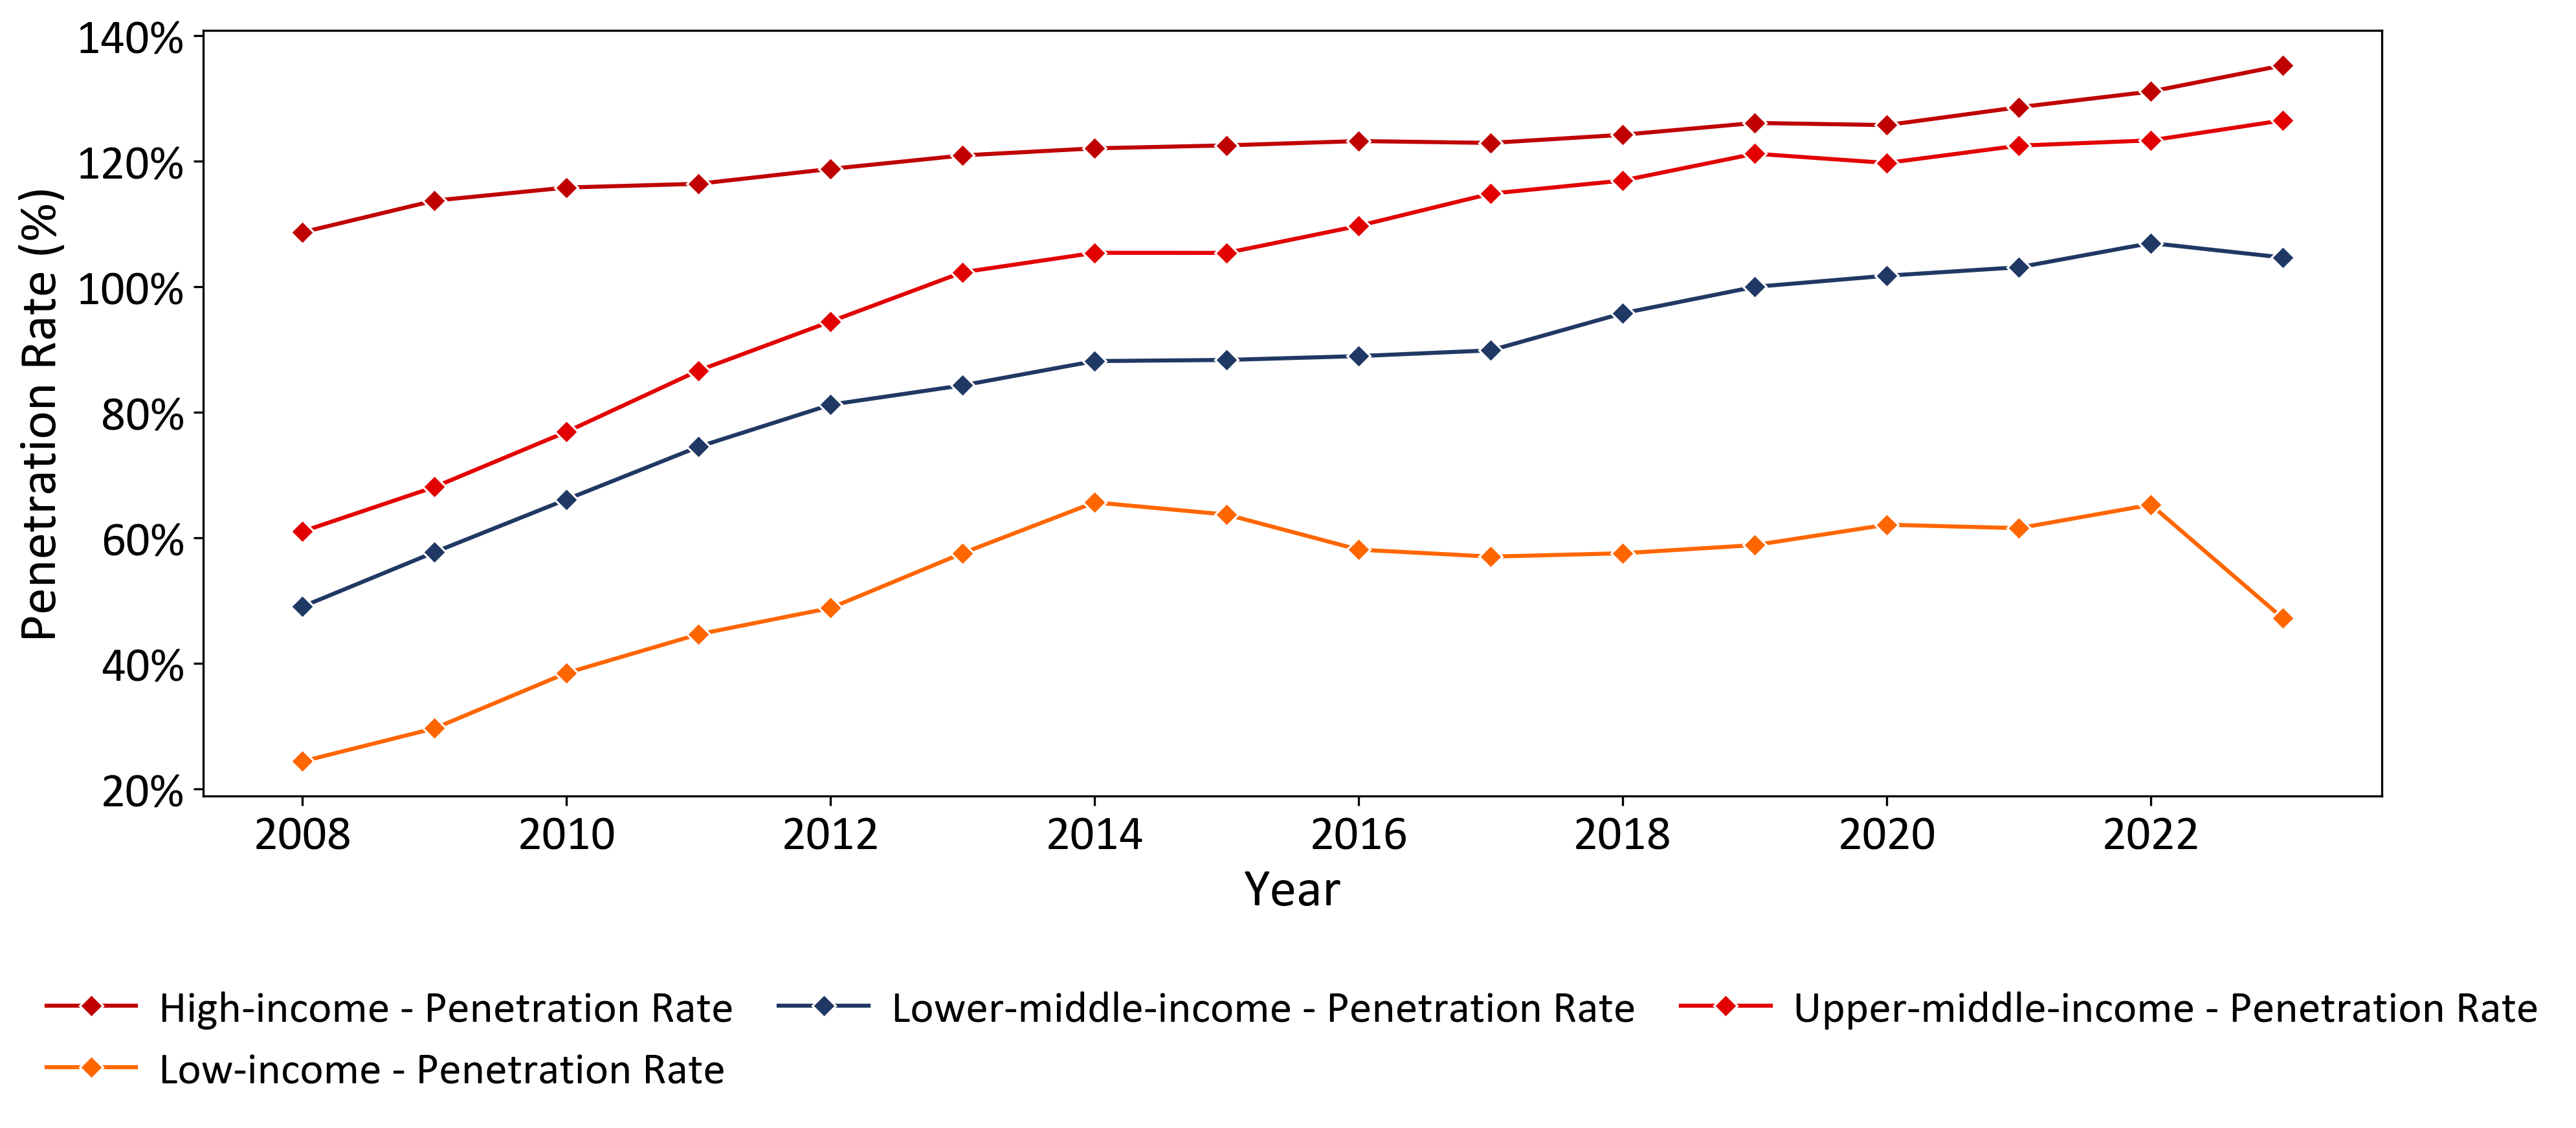 140%
120%
100%
80%
60%
40%
20%
Penetration Rate (%)
2008 2010 2012 2014 2016 2018 2020 2022
Year
High-income - Penetration Rate Lower-middle-income - Penetration Rate Upper-middle-income - Penetration Rate
Low-income - Penetration Rate